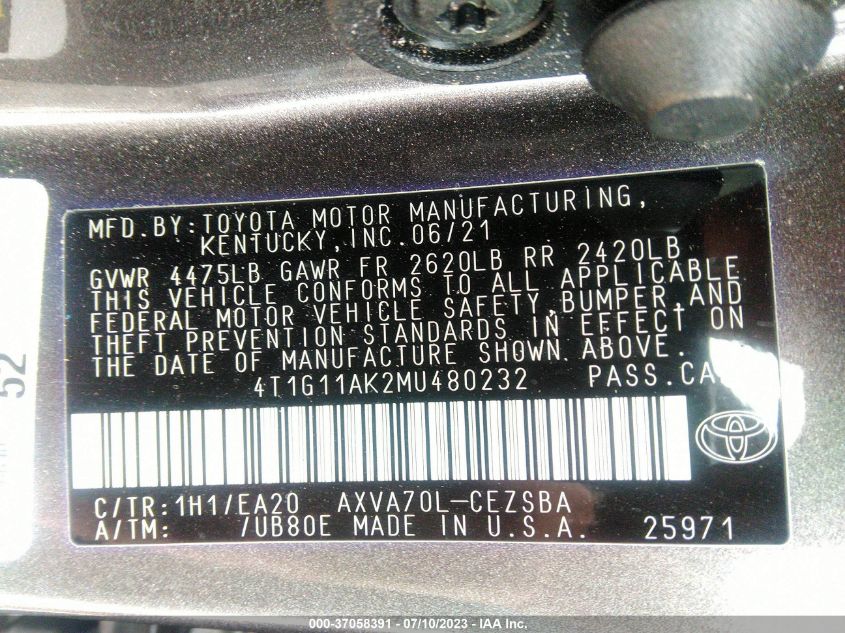 MFD.BY:TOYOTA MOTOR MANUFACTURING,
KENTUCKY,INC.06/21
GVWR 4475LB GAWR FR 2620LB RR 2420LB
THIS VEHICLE CONFORMS TO ALL APPLICABLE
FEDERAL MOTOR VEHICLE SAFETY,BUMPER,AND
THEFT PREVENTION STANDARDS IN EFFECT ON
THE DATE OF MANUFACTURE SHOWN ABOVE.
4T1G11AK2MU480232 PASS.CAR
C/TR:1H1/EA20 AXVA70L-CEZSBA
A/TM: /UB80E MADE IN U.S.A. 25971
52
000-37058391 - 07/10/2023 - IAA Inc.